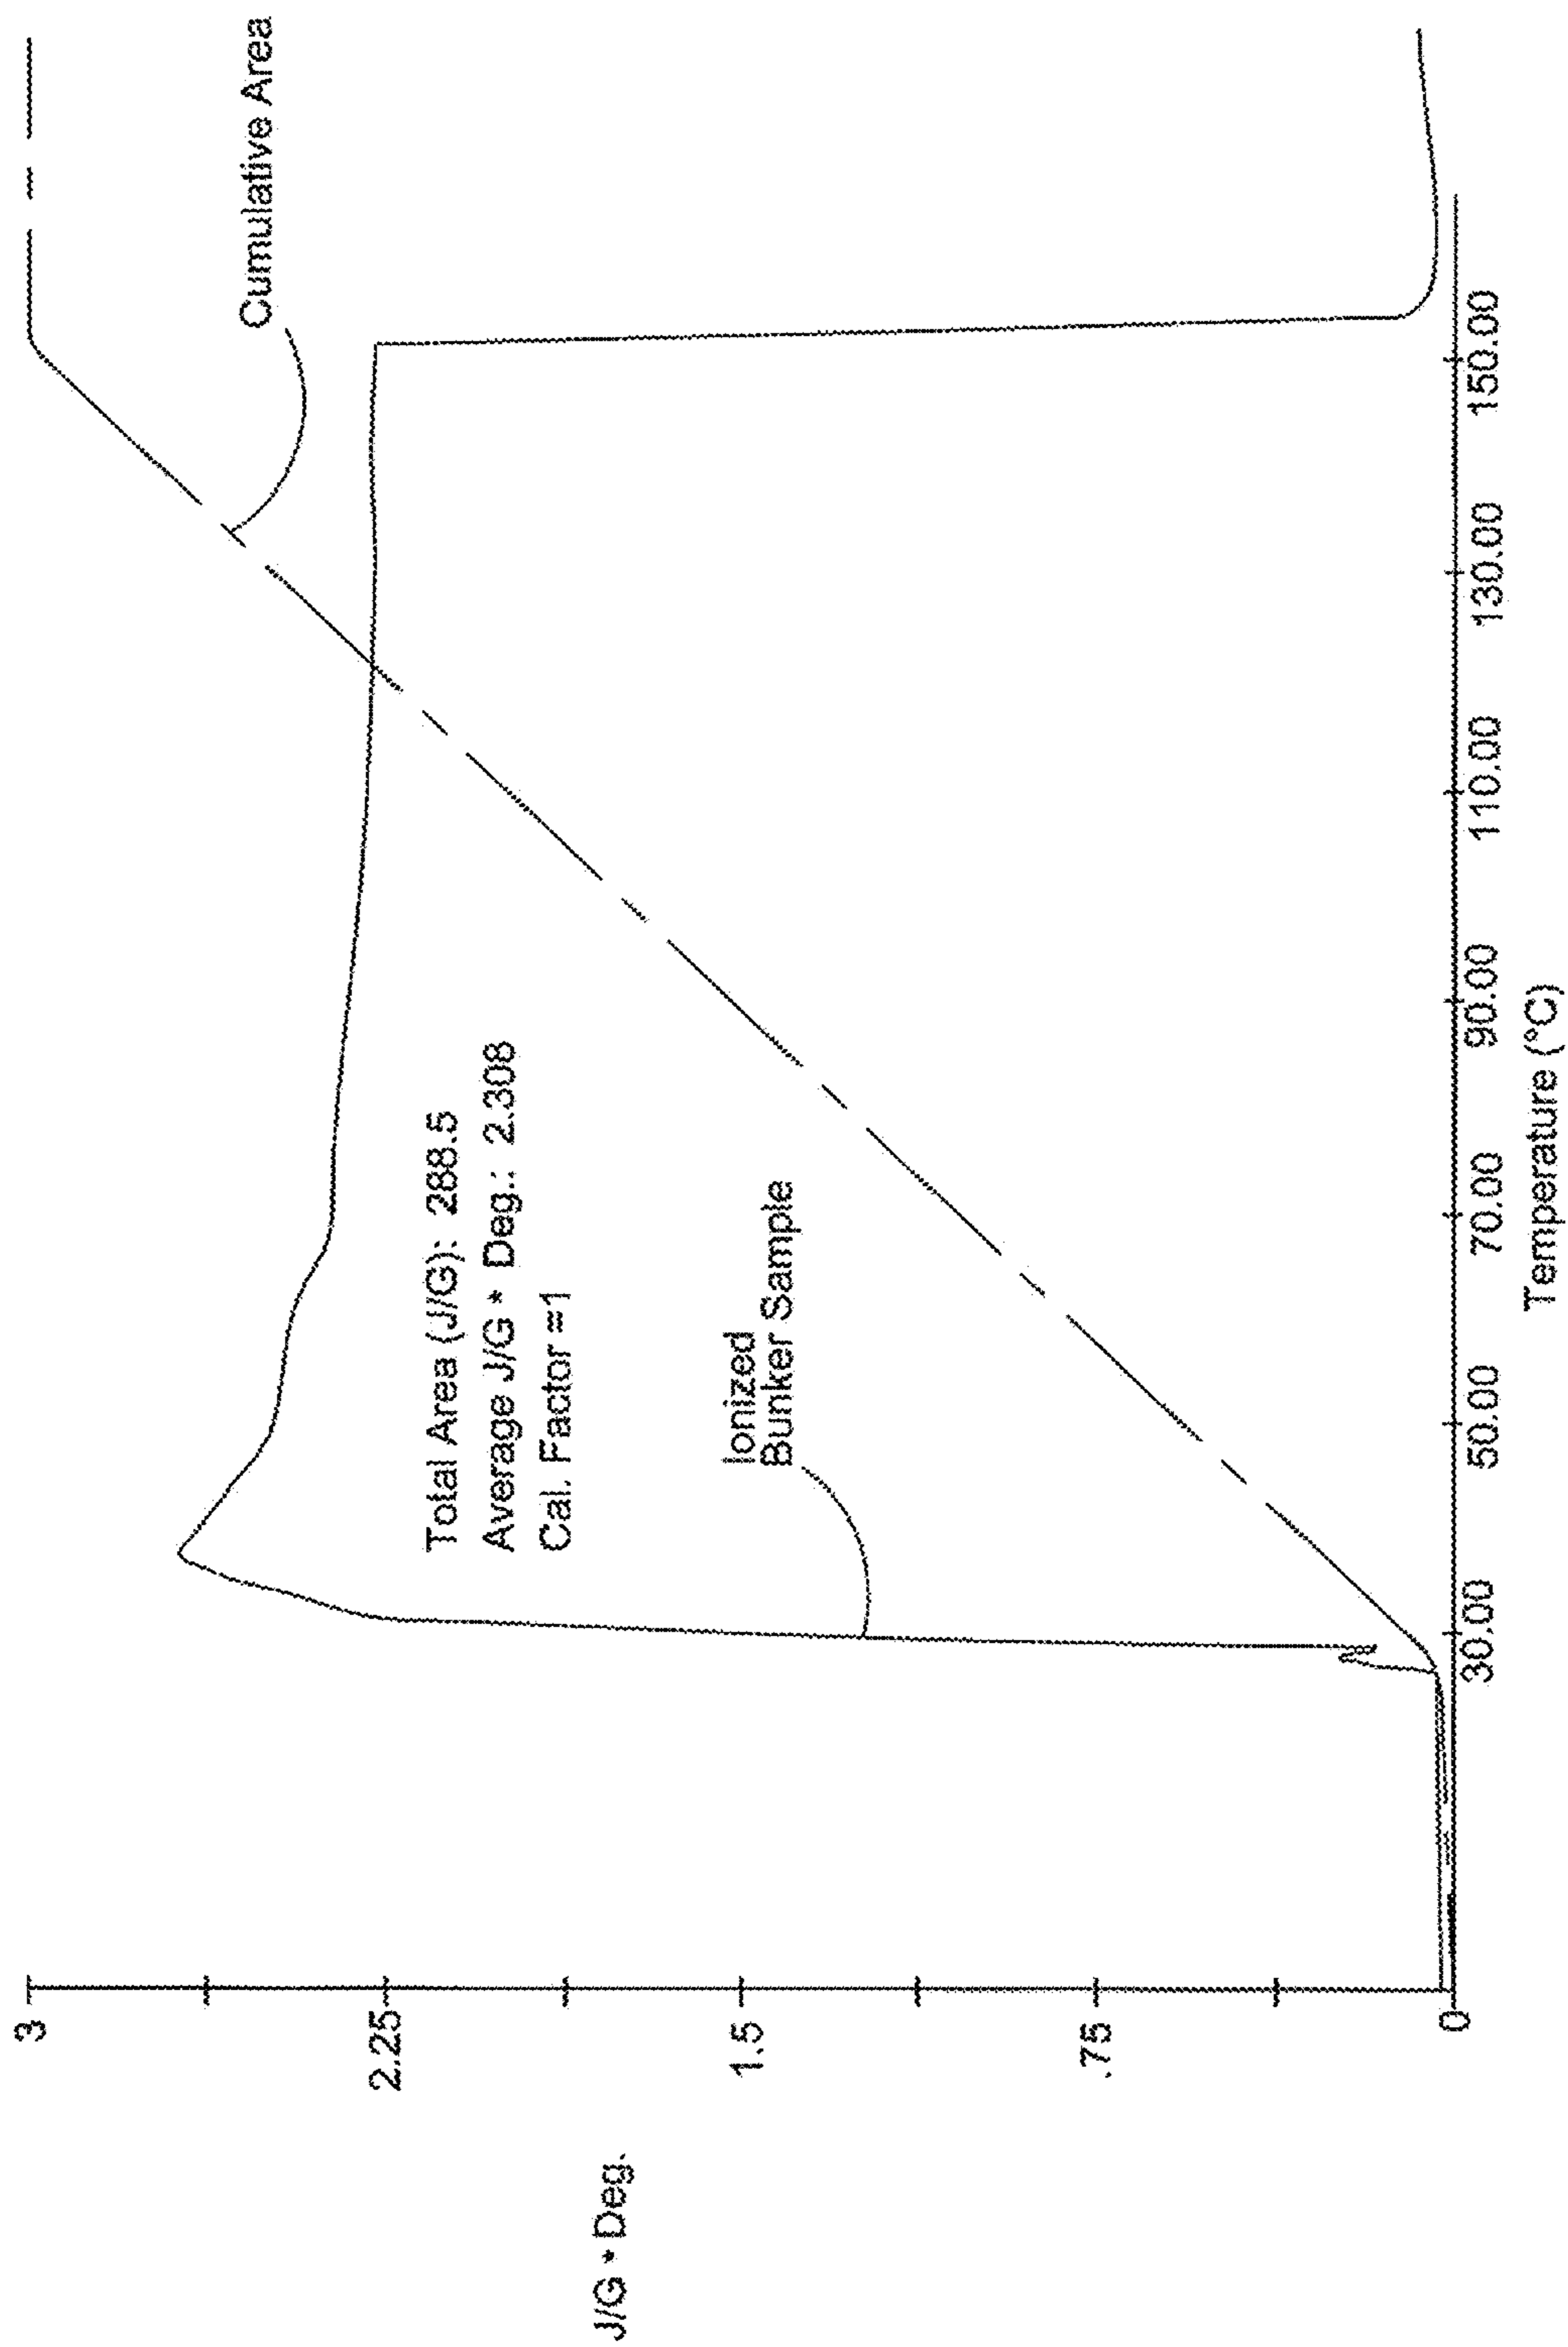 3
2.25
1.5
.75
0
J/G * Deg.
Cumulative Area
Total Area (J/G): 288.5
Average J/G * Deg.: 2.308
Cal. Factor =1
Ionized
Bunker Sample
30.00 50.00 70.00 90.00 110.00 130.00 150.00
Temperature (°C)